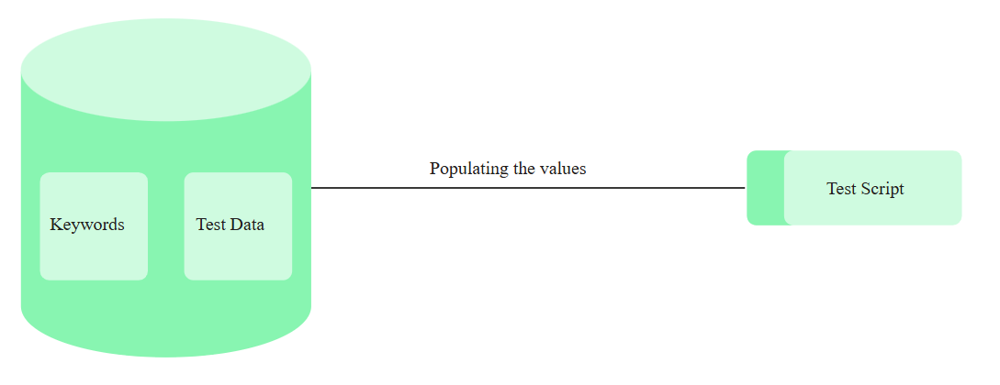 Populating the values
Test Script
Keywords
Test Data